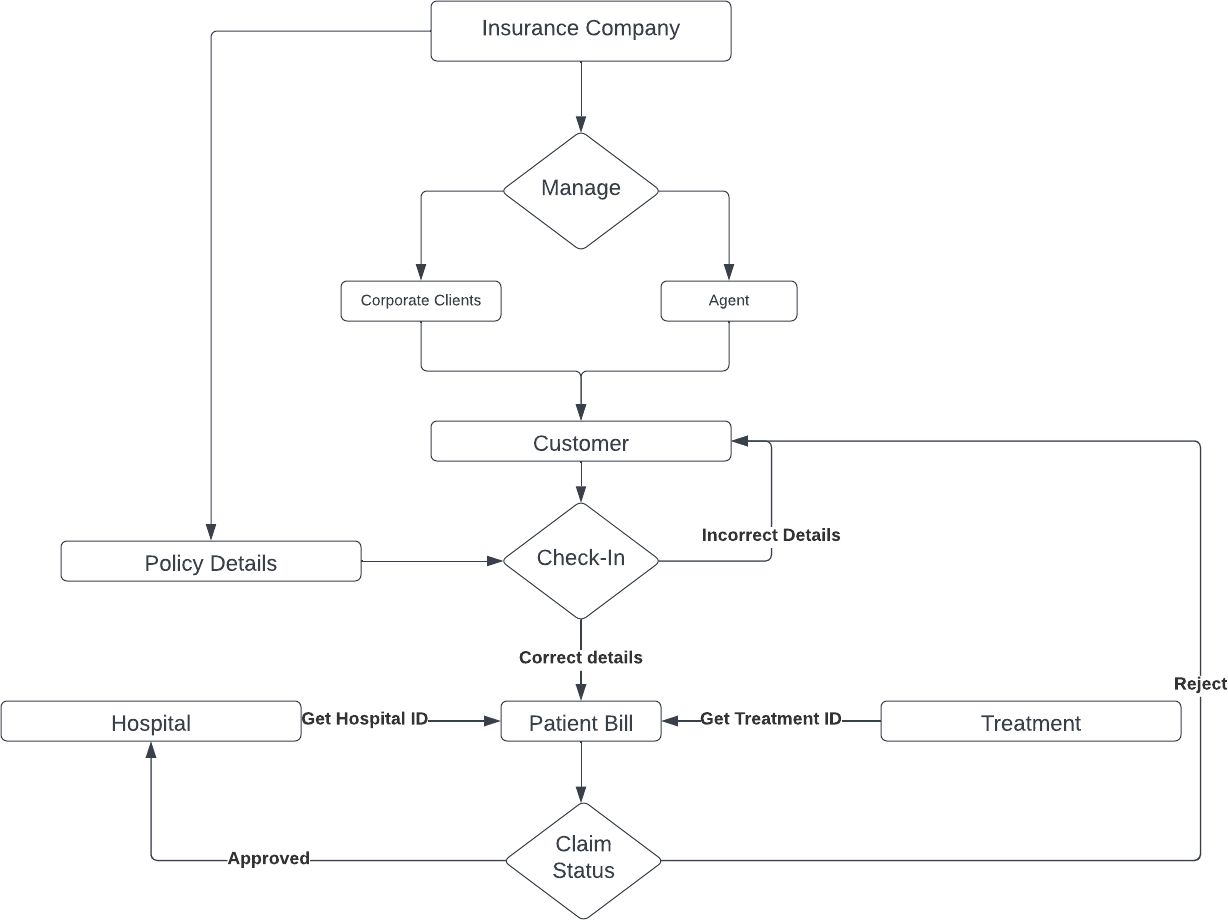 Insurance Company
Manage
Corporate Clients
Agent
Customer
Incorrect Details
Check-In
Policy Details
Correct details
Reject
Hospital
Get Hospital ID
Patient Bill
Get Treatment ID
Treatment
Claim
Status
Approved